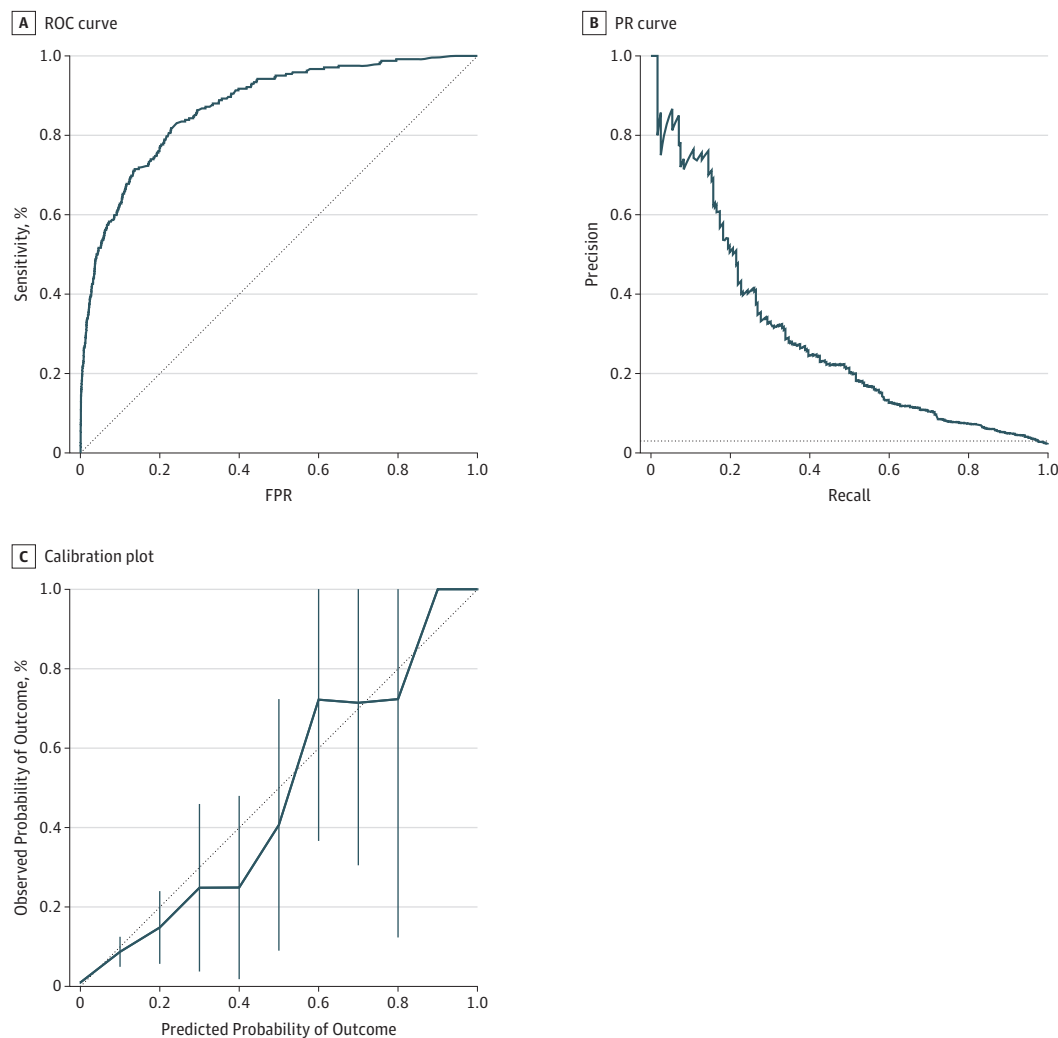 A ROC curve
1.0
0.8
0.6
0.4
0.2
0
Sensitivity, %
0 0.2 0.4 0.6 0.8 1.0
FPR
B PR curve
1.0
0.8
0.6
0.4
0.2
0
Precision
0 0.2 0.4 0.6 0.8 1.0
Recall
C Calibration plot
1.0
0.8
0.6
0.4
0.2
0
Observed Probability of Outcome, %
0 0.2 0.4 0.6 0.8 1.0
Predicted Probability of Outcome